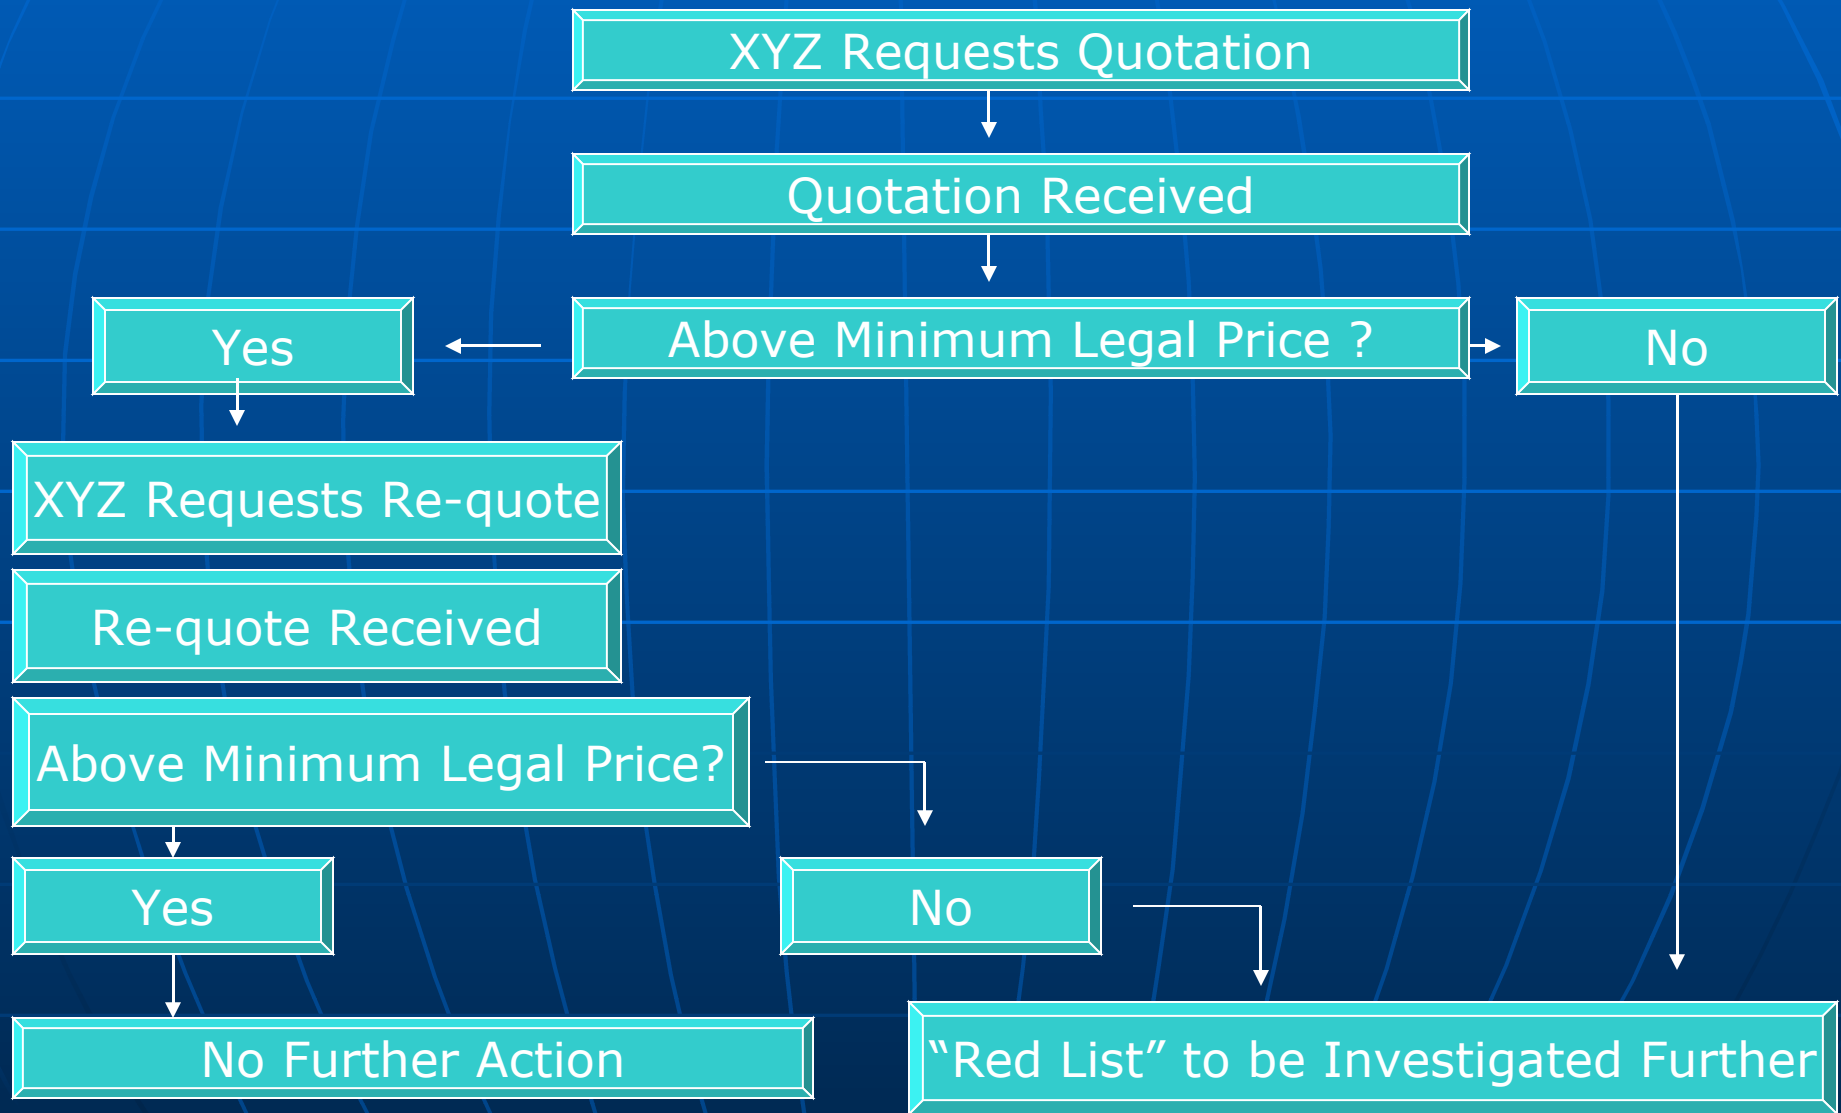 XYZ Requests Quotation
Quotation Received
Yes
Above Minimum Legal Price ?
No
XYZ Requests Re-quote
Re-quote Received
Above Minimum Legal Price?
Yes
No
No Further Action
“Red List” to be Investigated Further